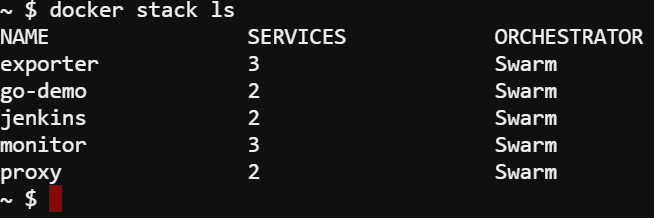 ~ $ docker stack ls
NAME                SERVICES            ORCHESTRATOR
exporter            3                   Swarm
go-demo             2                   Swarm
jenkins             2                   Swarm
monitor             3                   Swarm
proxy               2                   Swarm
~ $